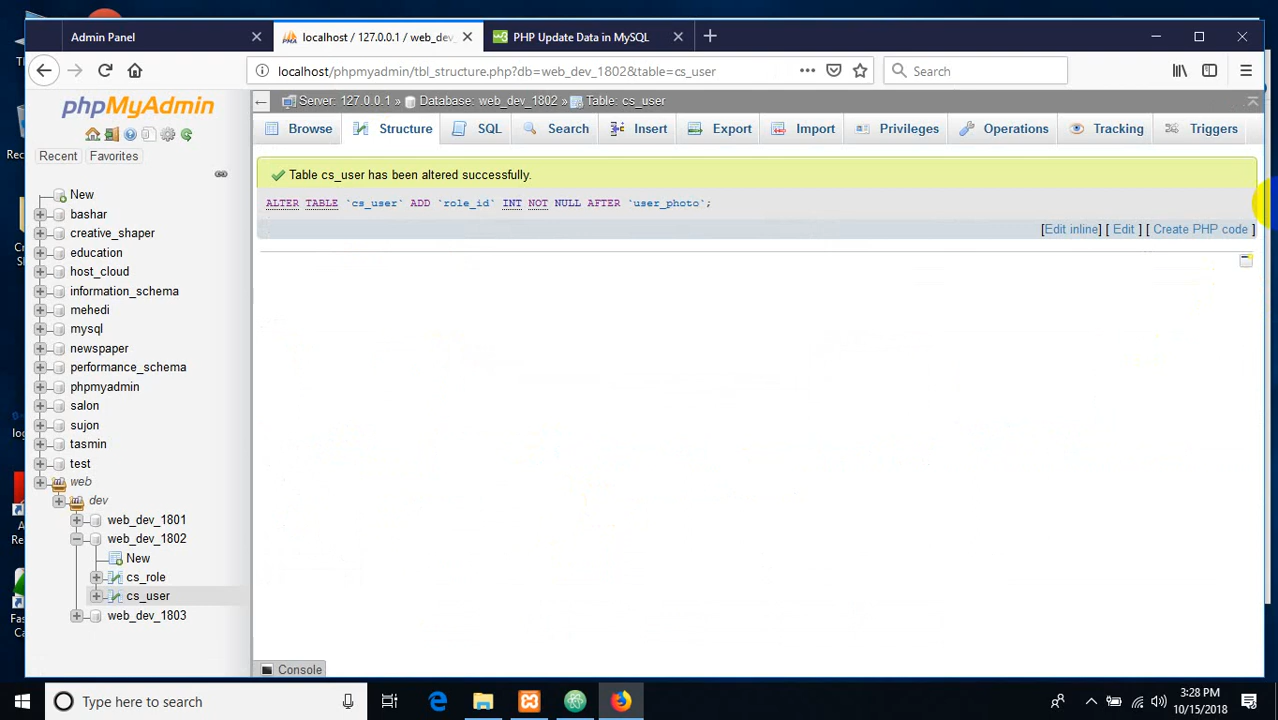 Admin Panel
localhost / 127.0.0.1 / web_dev_
PHP Update Data in MySQL
localhost/phpmyadmin/tbl_structure.php?db=web_dev_1802&table=cs_user
Search
phpMyAdmin
Recent
Favorites
New
bashar
creative_shaper
education
host_cloud
information_schema
mehedi
mysql
newspaper
performance_schema
phpmyadmin
salon
sujon
tasmin
test
web
dev
web_dev_1801
web_dev_1802
New
cs_role
cs_user
web_dev_1803
Server: 127.0.0.1 » Database: web_dev_1802 » Table: cs_user
Browse
Structure
SQL
Search
Insert
Export
Import
Privileges
Operations
Tracking
Triggers
Table cs_user has been altered successfully.
ALTER TABLE `cs_user` ADD `role_id` INT NOT NULL AFTER `user_photo`;
[Edit inline] [ Edit ] [ Create PHP code ]
Console
Type here to search
3:28 PM
10/15/2018